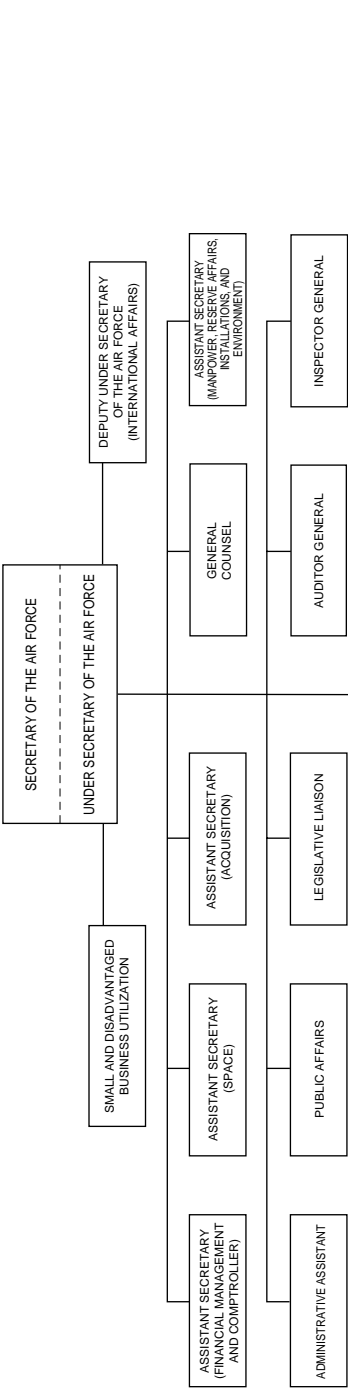 SECRETARY OF THE AIR FORCE
UNDER SECRETARY OF THE AIR FORCE
SMALL AND DISADVANTAGED
BUSINESS UTILIZATION
DEPUTY UNDER SECRETARY
OF THE AIR FORCE
(INTERNATIONAL AFFAIRS)
ASSISTANT SECRETARY
(FINANCIAL MANAGEMENT
AND COMPTROLLER)
ASSISTANT SECRETARY
(SPACE)
ASSISTANT SECRETARY
(ACQUISITION)
GENERAL
COUNSEL
ASSISTANT SECRETARY
(MANPOWER, RESERVE AFFAIRS,
INSTALLATIONS, AND
ENVIRONMENT)
ADMINISTRATIVE ASSISTANT
PUBLIC AFFAIRS
LEGISLATIVE LIAISON
AUDITOR GENERAL
INSPECTOR GENERAL